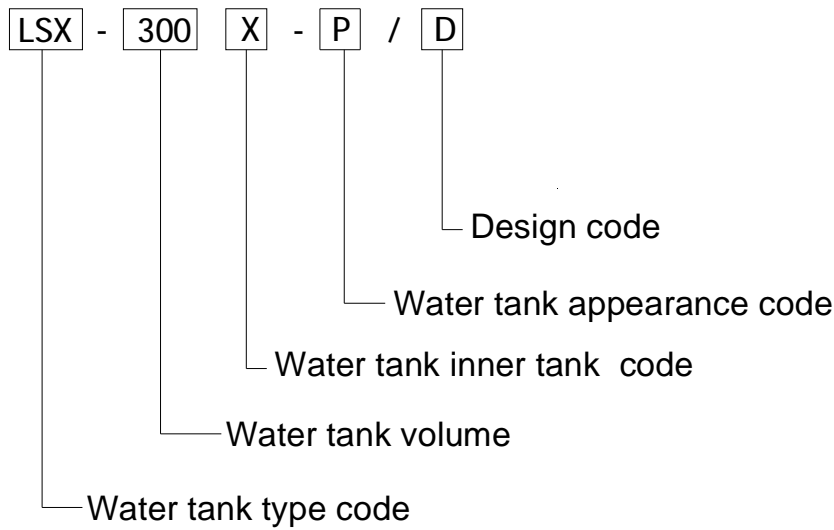 LSX - 300 X - P / D
Design code
Water tank appearance code
Water tank inner tank code
Water tank volume
Water tank type code